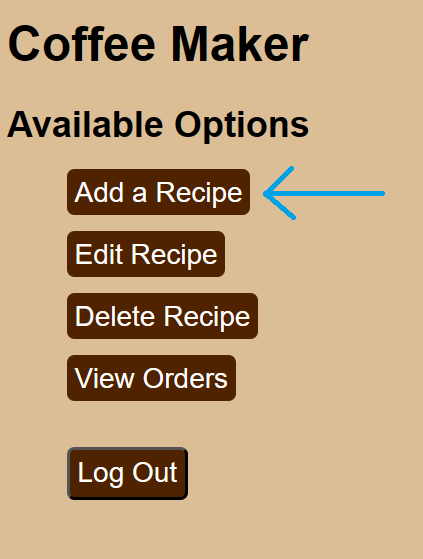 Coffee Maker
Available Options
Add a Recipe
Edit Recipe
Delete Recipe
View Orders
Log Out